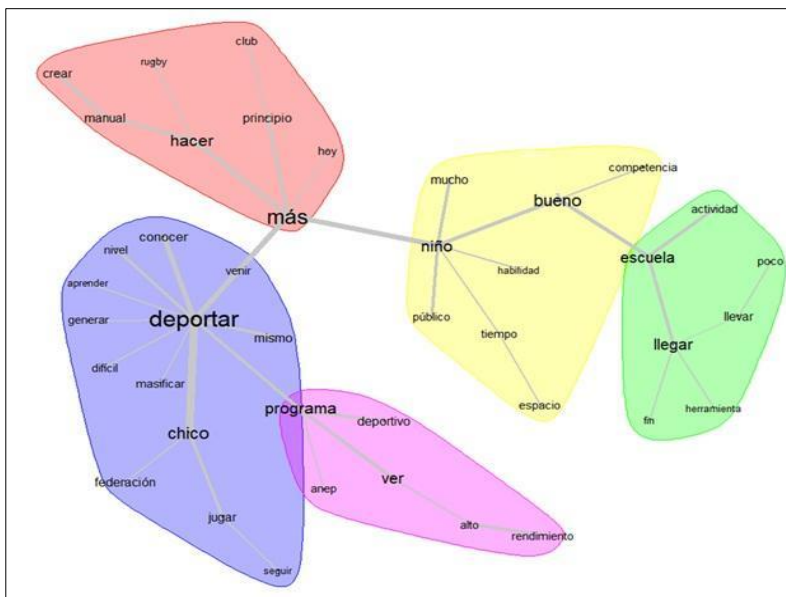 club
rugby
crear
manual
principio
hacer
hoy
más
mucho
competencia
bueno
niño
habilidad
público
tiempo
espacio
actividad
escuela
poco
llevar
llegar
herramienta
fin
conocer
nivel
venir
aprender
deportar
generar
mismo
difícil
masificar
chico
federación
jugar
seguir
programa
deportivo
ver
anep
alto
rendimiento